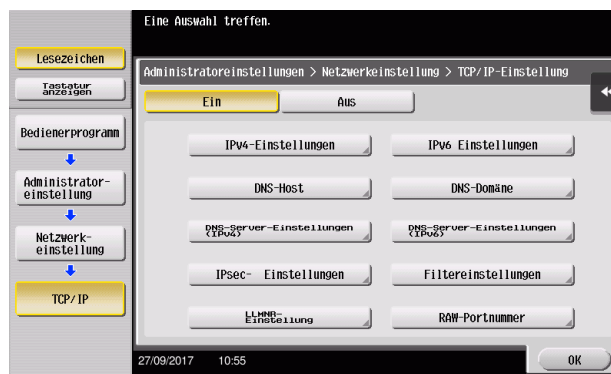 Eine Auswahl treffen.
Lesezeichen
Tastatur
anzeigen
Bedienerprogramm
Administrator-
einstellung
Netzwerk-
einstellung
TCP/IP
Administratoreinstellungen > Netzwerkeinstellung > TCP/IP-Einstellung
Ein Aus
IPv4-Einstellungen IPv6 Einstellungen
DNS-Host DNS-Domäne
DNS-Server-Einstellungen
(IPv4)
DNS-Server-Einstellungen
(IPv6)
IPsec- Einstellungen Filtereinstellungen
LLMNR-
Einstellung
RAW-Portnummer
27/09/2017 10:55
OK